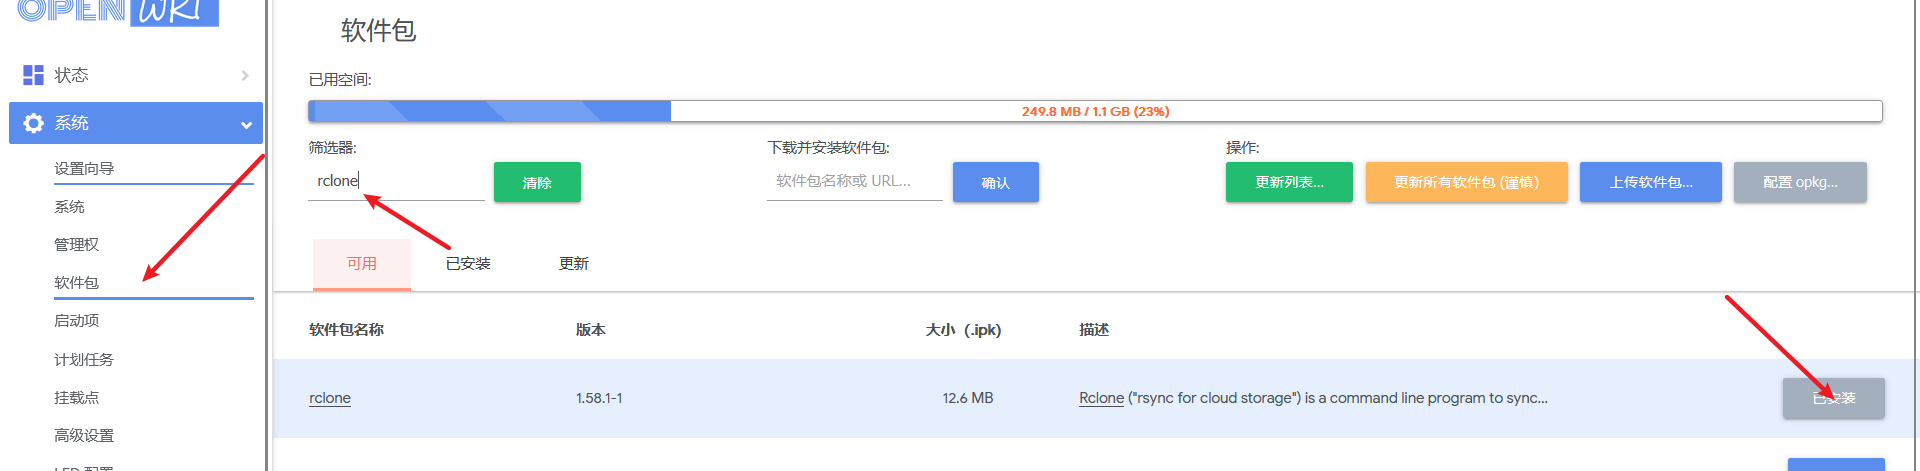 OPENWRT
软件包
已用空间:
状态
249.8 MB / 1.1 GB (23%)
系统
筛选器:
下载并安装软件包:
操作:
设置向导
rclone
清除
软件包名称或 URL...
确认
更新列表...
更新所有软件包 (谨慎)
上传软件包...
配置 opkg...
系统
管理权
可用
已安装
更新
软件包
启动项
软件包名称
版本
大小（.ipk)
描述
计划任务
挂载点
rclone
1.58.1-1
12.6 MB
Rclone ("rsync for cloud storage") is a command line program to sync...
已安装
高级设置
LED 配置